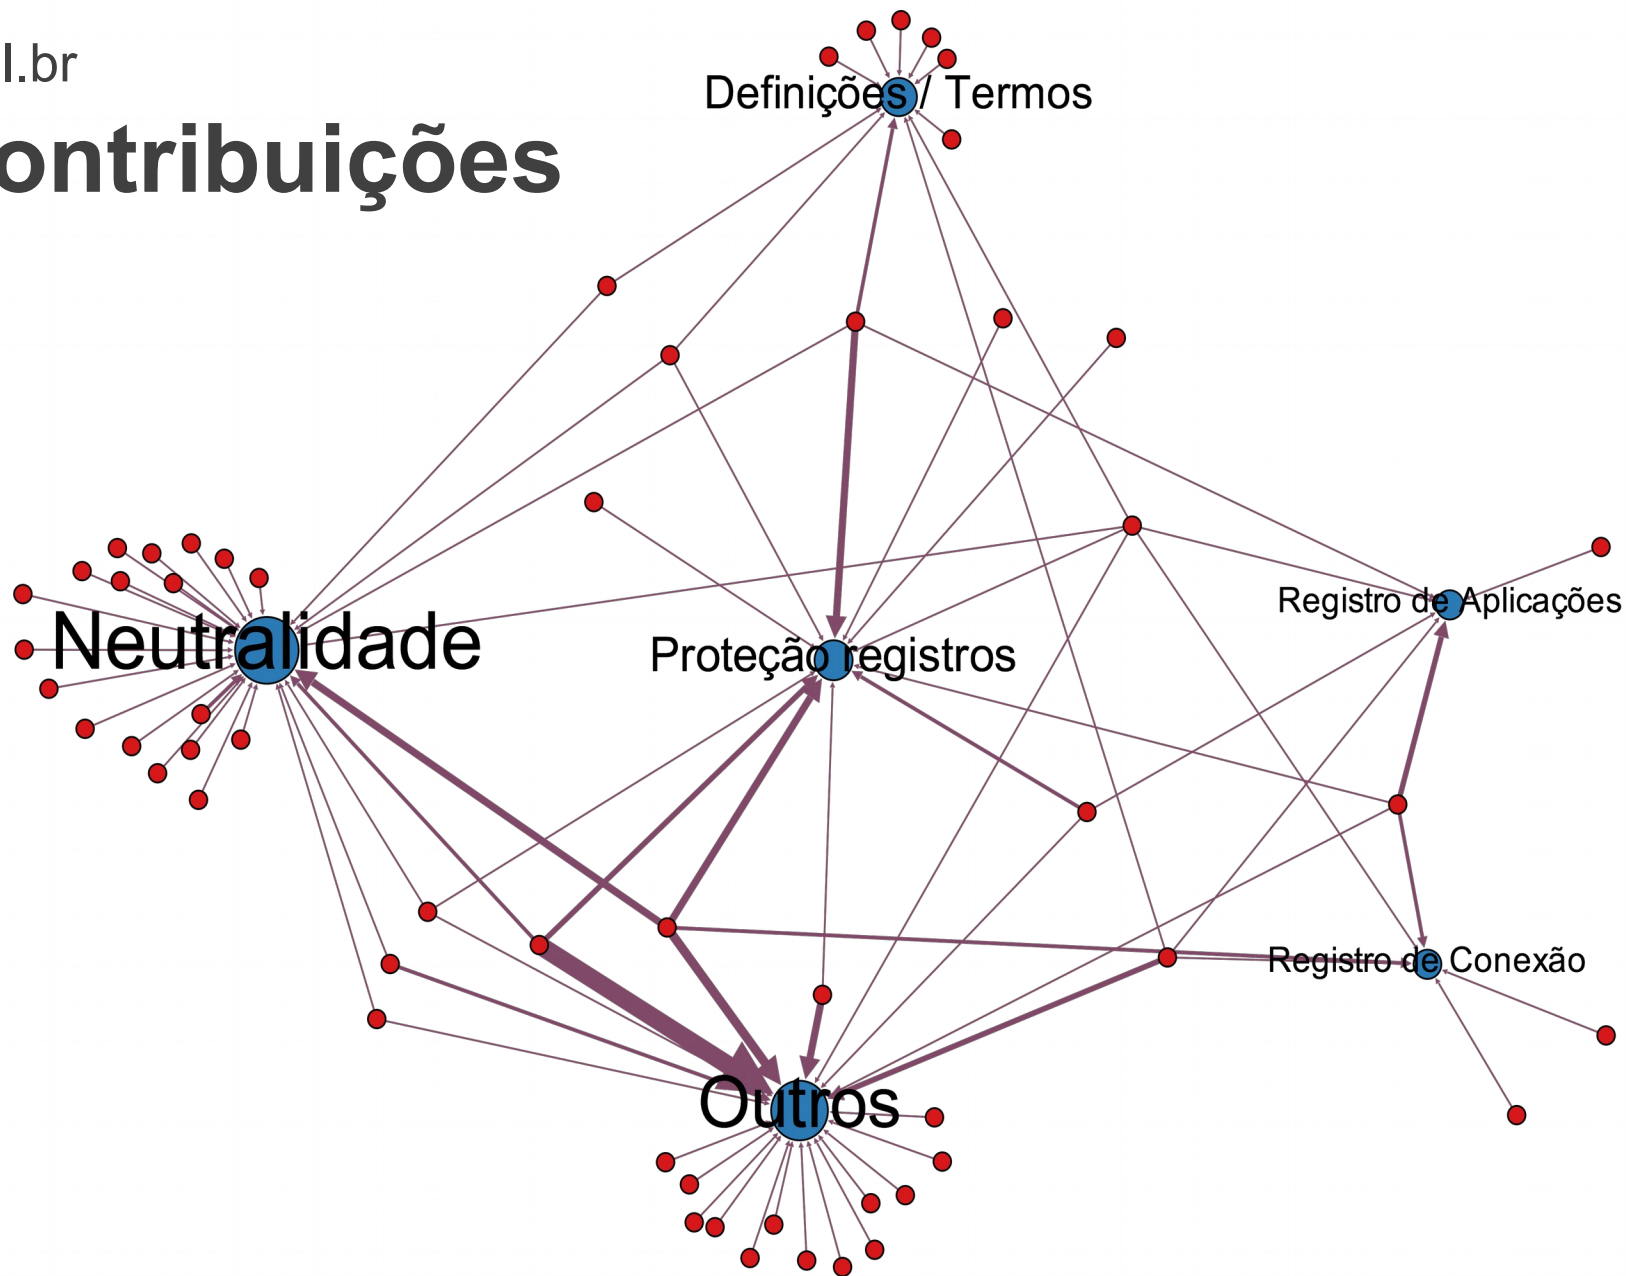 l.br
ontribuições
Definições / Termos
Neutralidade
Proteção registros
Registro de Aplicações
Registro de Conexão
Outros